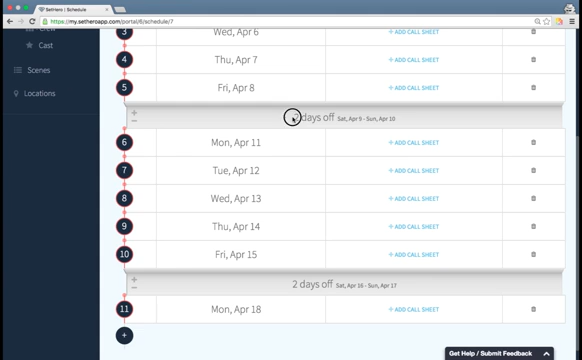 SetHero | Schedule
https://my.setheroapp.com/portal/6/schedule/7
Crew
Cast
Scenes
Locations
3 Wed, Apr 6 + ADD CALL SHEET
4 Thu, Apr 7 + ADD CALL SHEET
5 Fri, Apr 8 + ADD CALL SHEET
2 days off Sat, Apr 9 - Sun, Apr 10
6 Mon, Apr 11 + ADD CALL SHEET
7 Tue, Apr 12 + ADD CALL SHEET
8 Wed, Apr 13 + ADD CALL SHEET
9 Thu, Apr 14 + ADD CALL SHEET
10 Fri, Apr 15 + ADD CALL SHEET
2 days off Sat, Apr 16 - Sun, Apr 17
11 Mon, Apr 18 + ADD CALL SHEET
+
Get Help / Submit Feedback